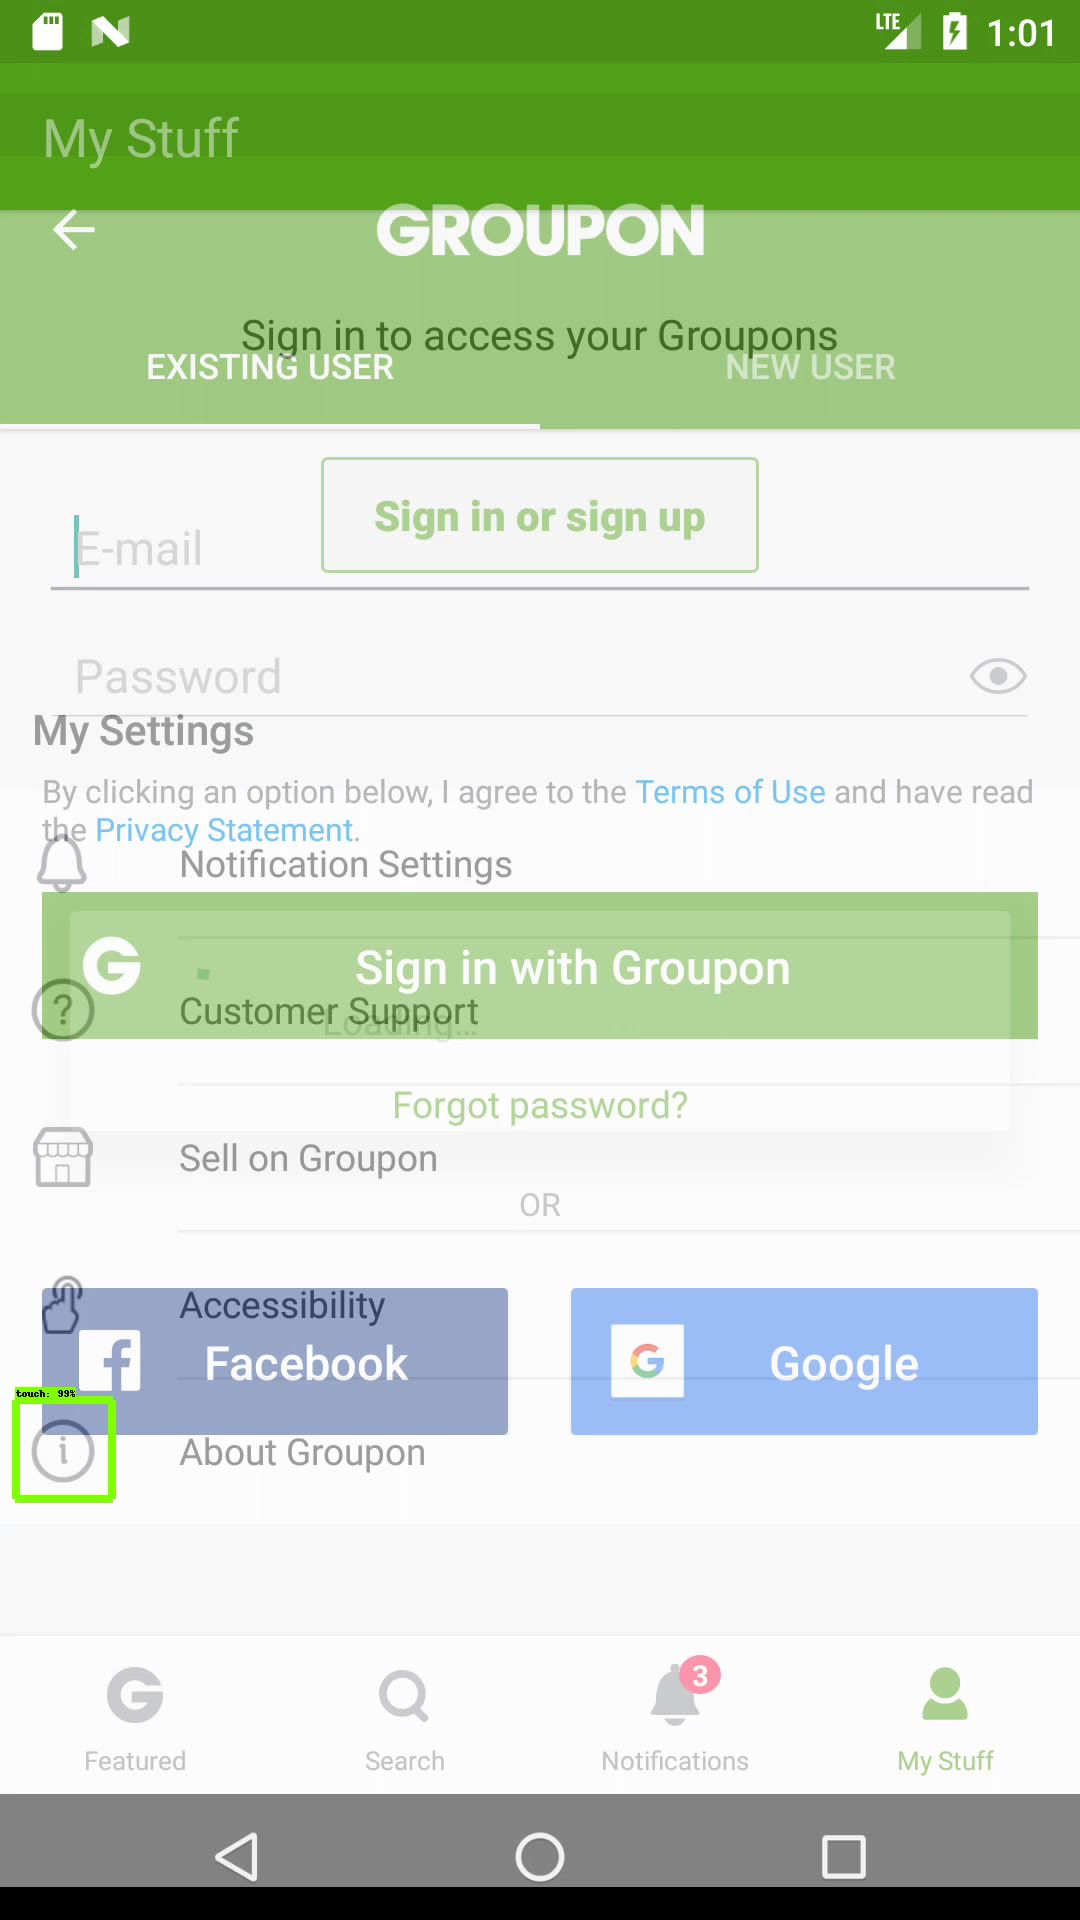 LTE 1:01
My Stuff
GROUPON
Sign in to access your Groupons
EXISTING USER NEW USER
Sign in or sign up
E-mail
Password
My Settings
By clicking an option below, I agree to the Terms of Use and have read
the Privacy Statement.
Notification Settings
Sign in with Groupon
Customer Support
Loading...
Forgot password?
Sell on Groupon
OR
Accessibility
Facebook Google
touch: 99%
About Groupon
3
Featured Search Notifications My Stuff